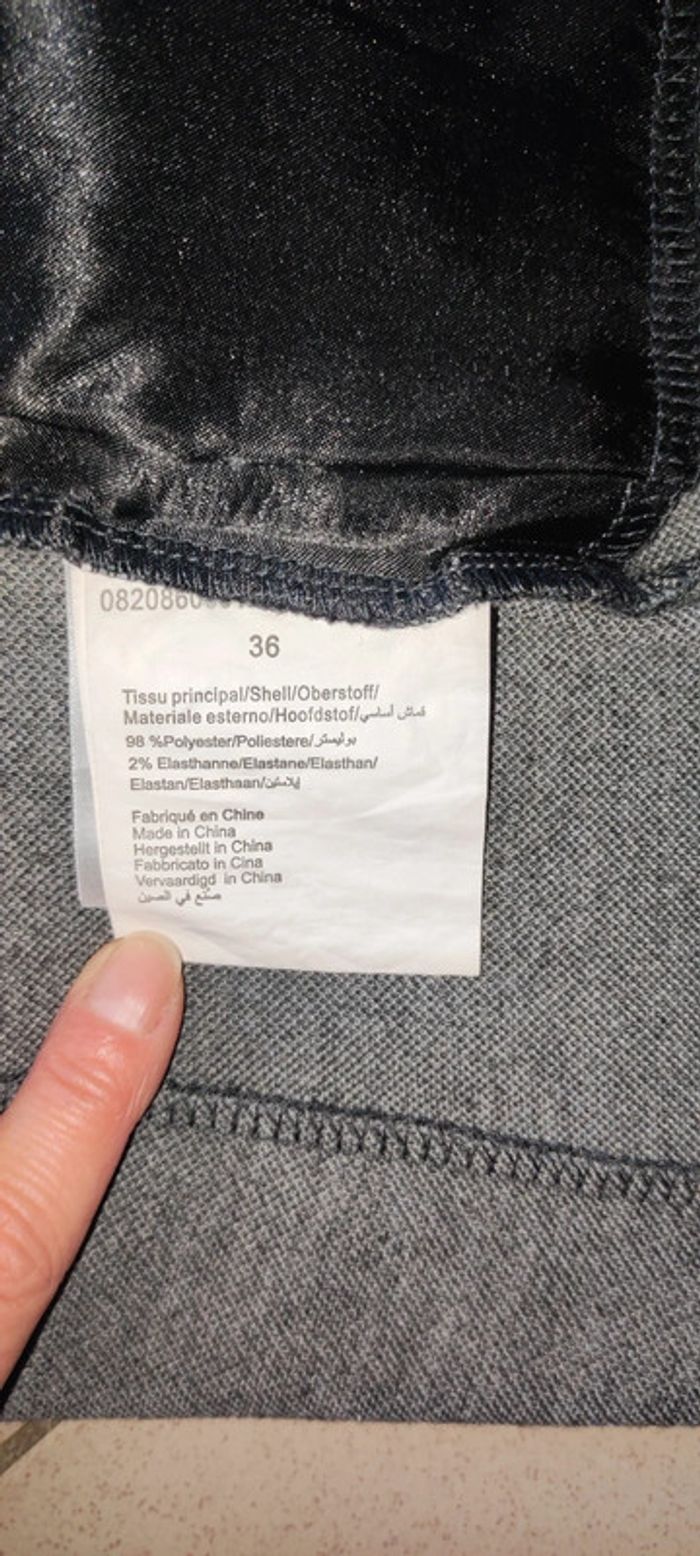 36
Tissu principal/Shell/Oberstoff/
Materiale esterno/Hoofdstof/قماش أساسي
98 %Polyester/Poliestere/بوليستر
2% Elasthanne/Elastane/Elasthan/
Elastan/Elasthaan/إيلاستين
Fabriqué en Chine
Made in China
Hergestellt in China
Fabbricato in Cina
Vervaardigd in China
صنع في الصين